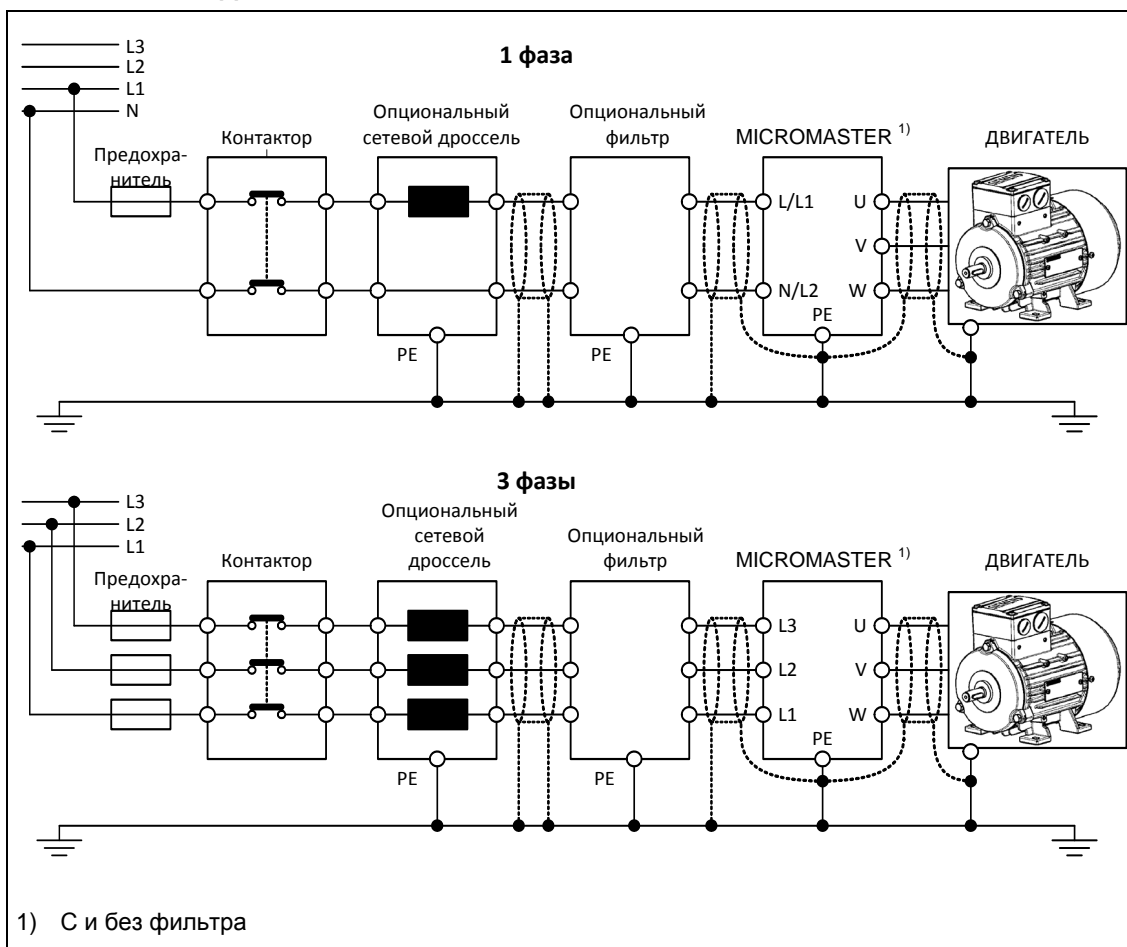 L3
L2
L1
N
1 фаза
Предохра-
нитель
Контактор
Опциональный
сетевой дроссель
Опциональный
фильтр
MICROMASTER 1)
ДВИГАТЕЛЬ
L/L1
N/L2
U
V
W
PE
PE
PE
3 фазы
L3
L2
L1
Предохра-
нитель
Контактор
Опциональный
сетевой
дроссель
Опциональный
фильтр
MICROMASTER 1)
ДВИГАТЕЛЬ
L3
L2
L1
U
V
W
PE
PE
PE
1) С и без фильтра